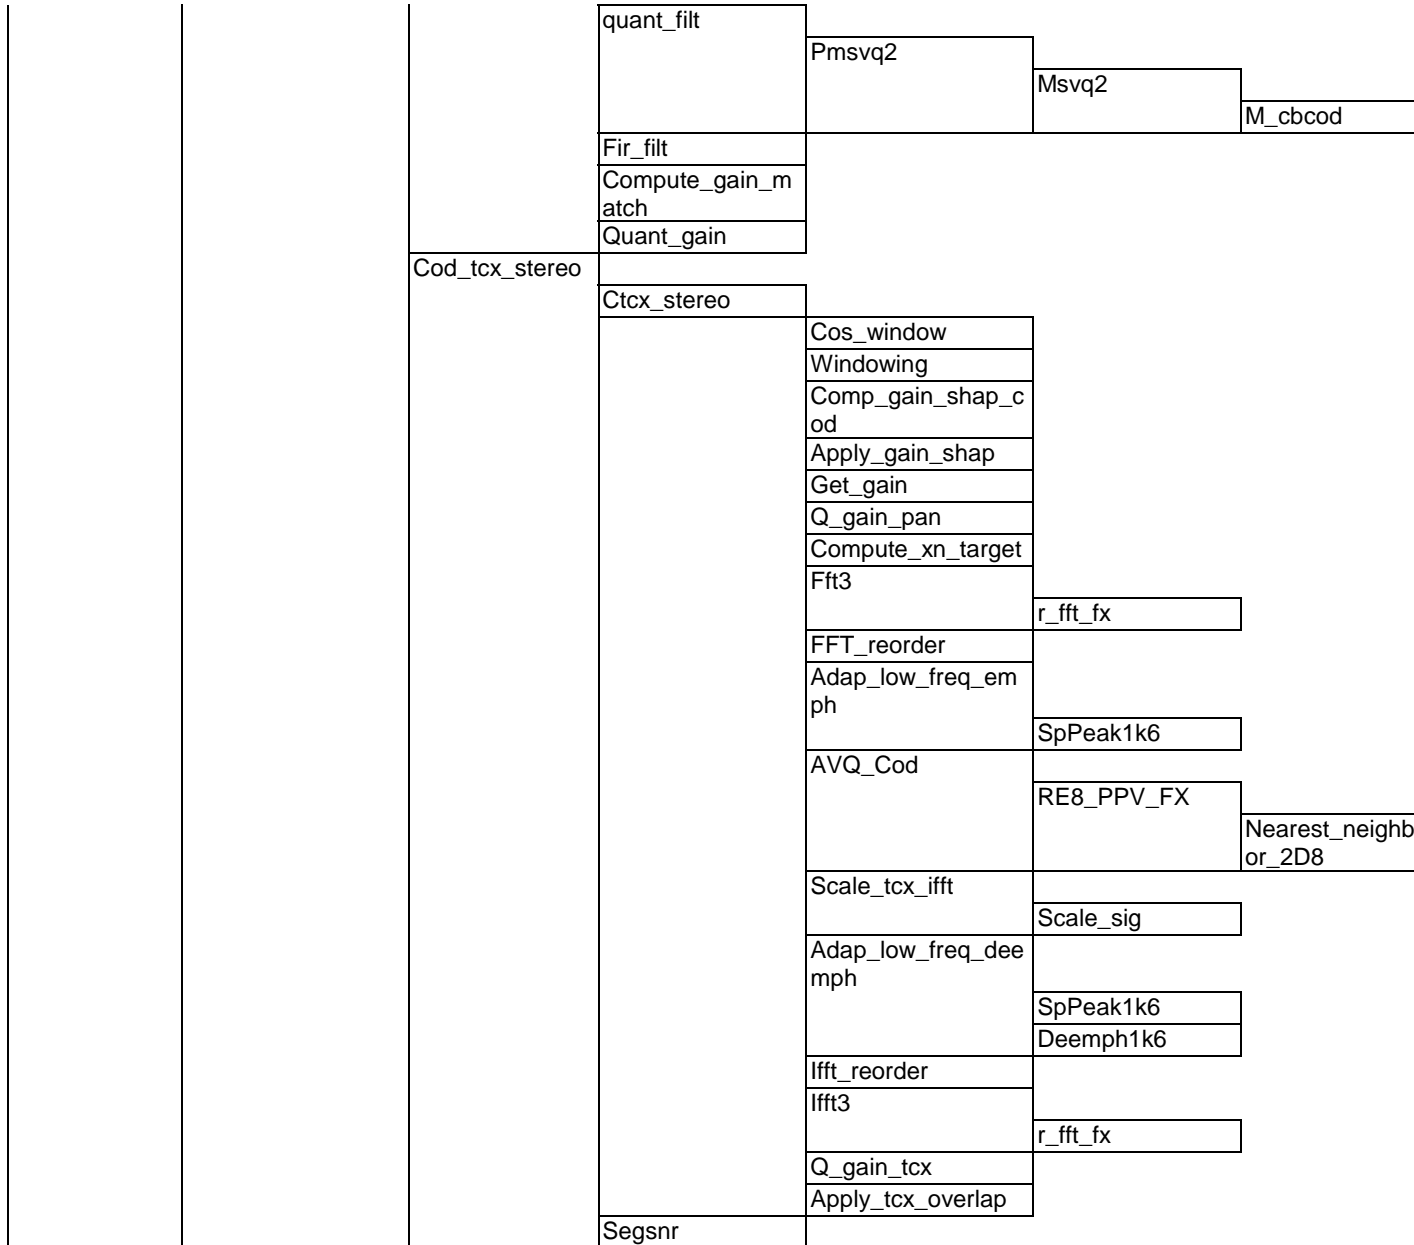 quant_filt
Pmsvq2
Msvq2
M_cbcod
Fir_filt
Compute_gain_m
atch
Quant_gain
Cod_tcx_stereo
Ctcx_stereo
Cos_window
Windowing
Comp_gain_shap_c
od
Apply_gain_shap
Get_gain
Q_gain_pan
Compute_xn_target
Fft3
r_fft_fx
FFT_reorder
Adap_low_freq_em
ph
SpPeak1k6
AVQ_Cod
RE8_PPV_FX
Nearest_neighb
or_2D8
Scale_tcx_ifft
Scale_sig
Adap_low_freq_dee
mph
SpPeak1k6
Deemph1k6
Ifft_reorder
Ifft3
r_fft_fx
Q_gain_tcx
Apply_tcx_overlap
Segsnr